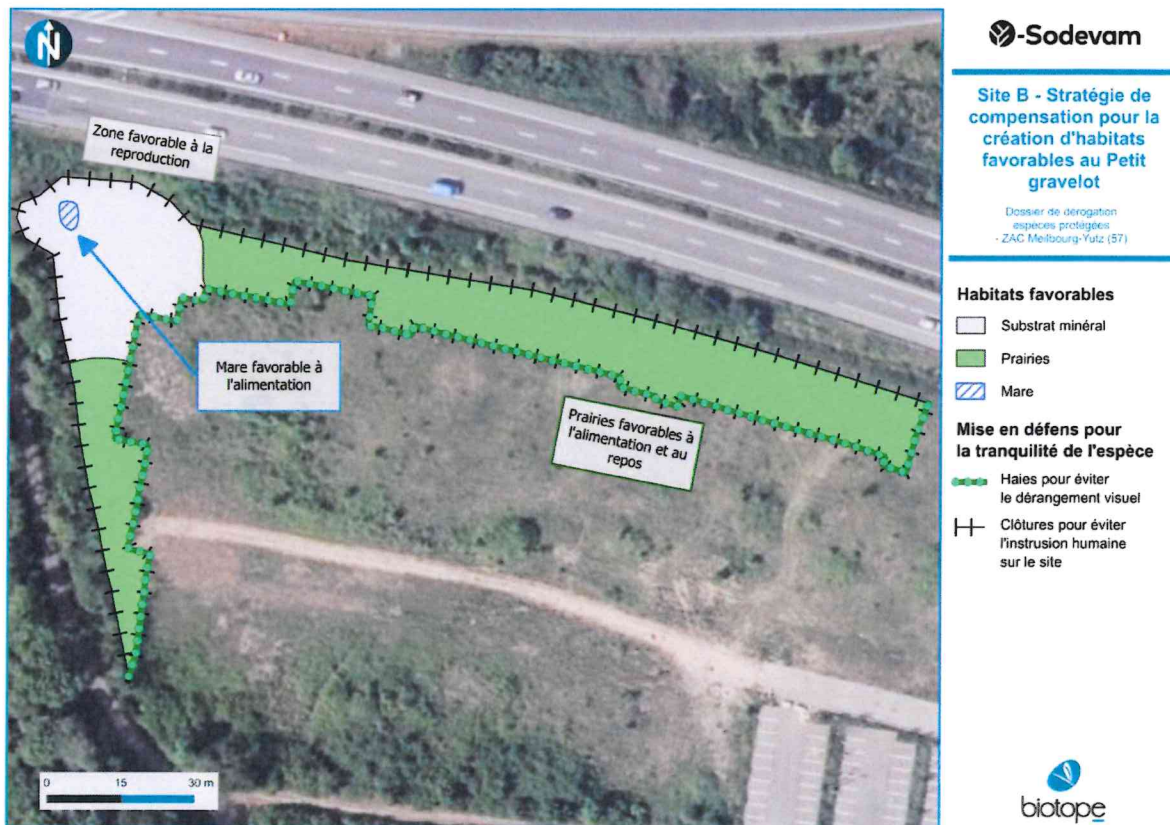 N
Zone favorable à la
reproduction
Mare favorable à
l'alimentation
Prairies favorables à
l'alimentation et au
repos
0 15 30 m
-Sodevam
Site B - Stratégie de
compensation pour la
création d'habitats
favorables au Petit
gravelot
Dossier de dérogation
espèces protégées
- ZAC Meilbourg-Yutz (57)
Habitats favorables
Substrat minéral
Prairies
Mare
Mise en défens pour
la tranquilité de l'espèce
Haies pour éviter
le dérangement visuel
Clôtures pour éviter
l'instrusion humaine
sur le site
biotope